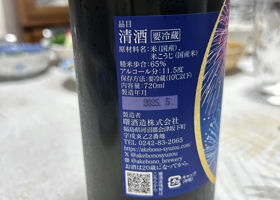 品目
清酒 [要冷蔵]
原材料名:米(国産)、
米こうじ(国産米)
精米歩合:65%
アルコール分:11.5度
保存方法:要冷蔵(10℃以下)
内容量:720ml
製造年月
2025. 5.
製造者
曙酒造株式会社
福島県河沼郡会津坂下町
字戌亥乙2番地
TEL 0242-83-2065
https://akebono-syuzou.com/
@akebonosyuzou
@akebono_brewery
お酒は20歳になってから。